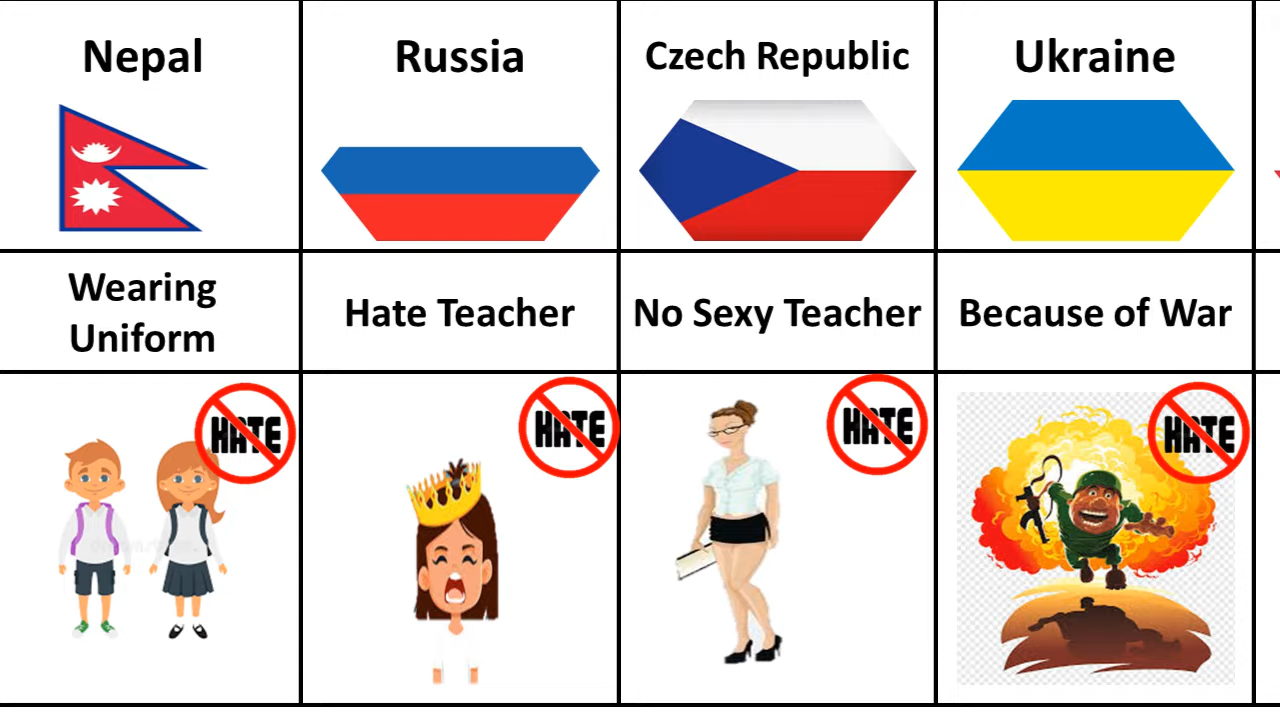 Nepal
Russia
Czech Republic
Ukraine
Wearing
Uniform
Hate Teacher
No Sexy Teacher
Because of War
HATE
HATE
HATE
HATE